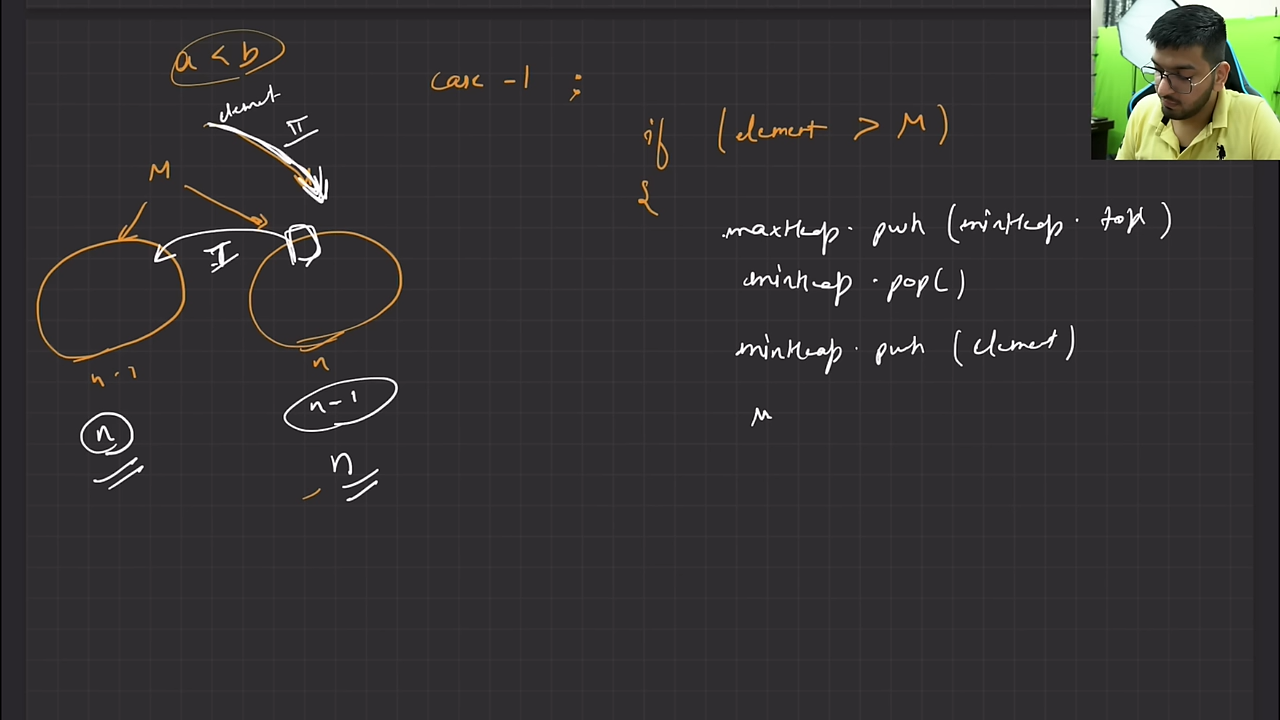 a < b
case - 1 :
element
II
if (element > M)
{
M
maxHeap . push (minHeap . top)
I
minHeap . pop()
minHeap . push (element)
n - 1
n
n - 1
n
n
M